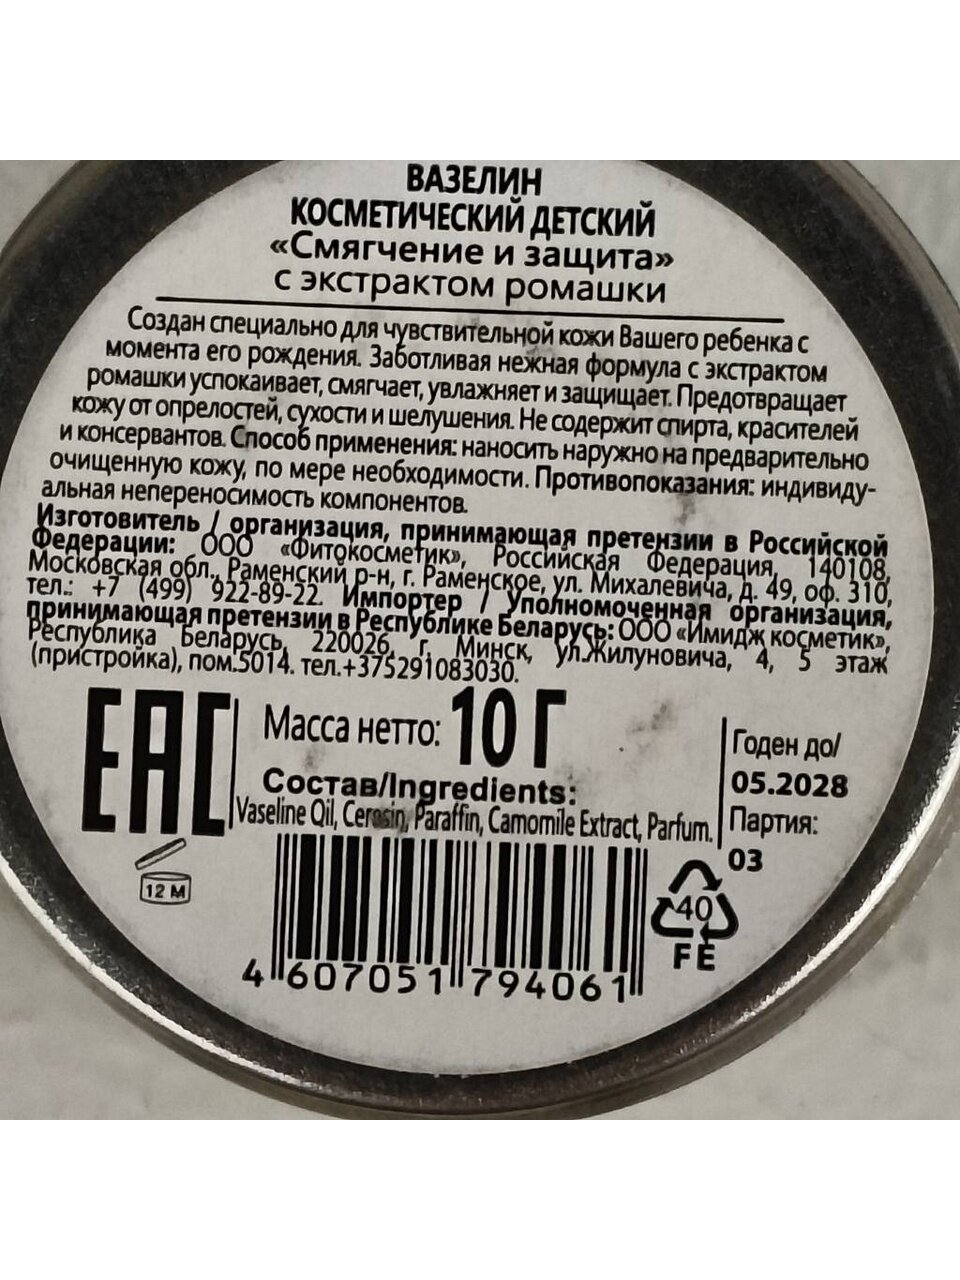 ВАЗЕЛИН
КОСМЕТИЧЕСКИЙ ДЕТСКИЙ
«Смягчение и защита»
с экстрактом ромашки
Создан специально для чувствительной кожи Вашего ребенка с
момента его рождения. Заботливая нежная формула с экстрактом
ромашки успокаивает, смягчает, увлажняет и защищает. Предотвращает
кожу от опрелостей, сухости и шелушения. Не содержит спирта, красителей
и консервантов. Способ применения: наносить наружно на предварительно
очищенную кожу, по мере необходимости. Противопоказания: индивиду-
альная непереносимость компонентов.
Изготовитель / организация, принимающая претензии в Российской
Федерации: ООО «Фитокосметик», Российская Федерация, 140108,
Московская обл., Раменский р-н, г. Раменское, ул. Михалевича, д. 49, оф. 310,
тел.: +7 (499) 922-89-22. Импортер / Уполномоченная организация,
принимающая претензии в Республике Беларусь: ООО «Имидж косметик»,
Республика Беларусь, 220026, г. Минск, ул.Жилуновича, 4, 5 этаж
(пристройка), пом.5014. тел.+375291083030.
EAC
Масса нетто: 10 Г
Состав/Ingredients:
Vaseline Oil, Ceresin, Paraffin, Camomile Extract, Parfum.
Годен до/
05.2028
Партия:
03
12 M
40
FE
4 607051 794061